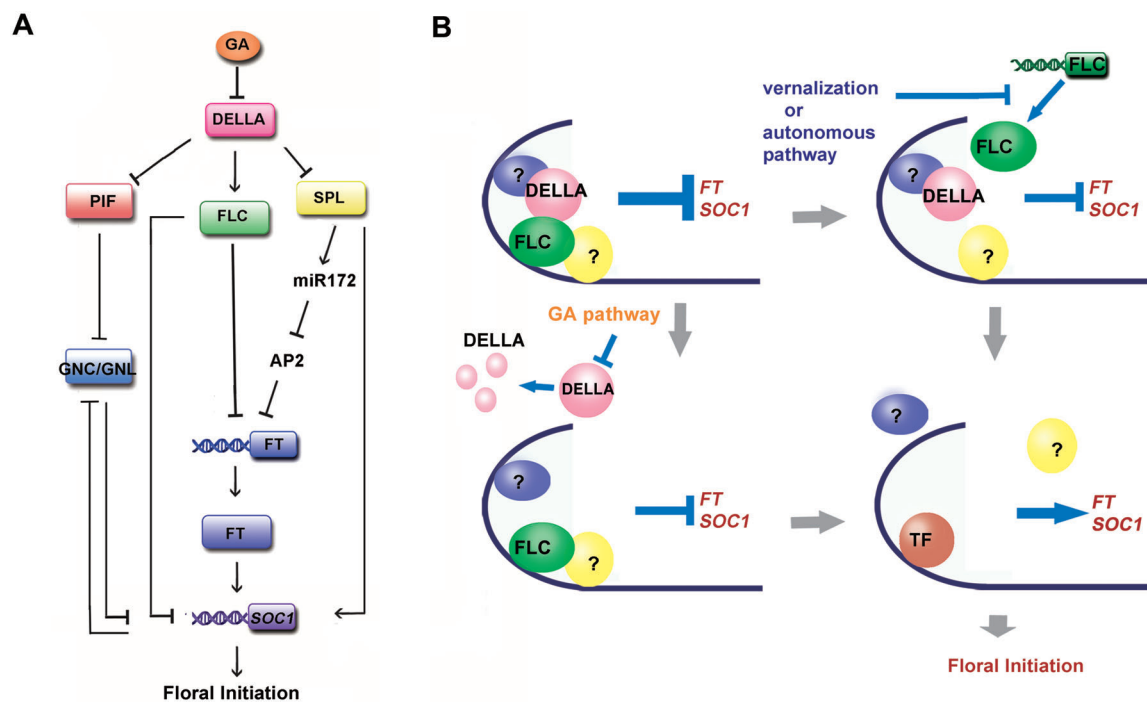 A
GA
DELLA
PIF
FLC
SPL
miR172
GNC/GNL
AP2
FT
FT
SOC1
Floral Initiation
B
FLC
vernalization
or
autonomous
pathway
FLC
?
DELLA
FT
SOC1
FLC
?
?
DELLA
FT
SOC1
?
GA pathway
DELLA
DELLA
?
FT
SOC1
FLC
?
?
?
FT
SOC1
TF
Floral Initiation